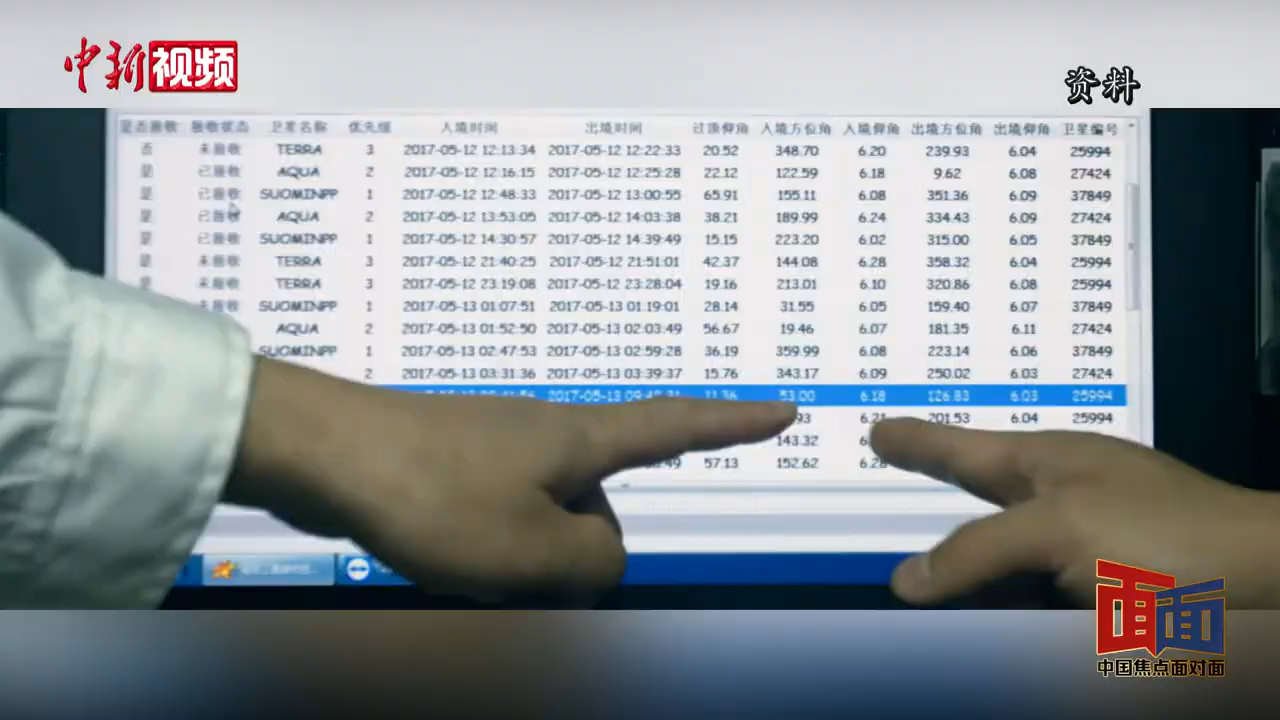 中新视频
资料
是否接收 接收状态 卫星名称 优先级 入境时间 出境时间 过顶仰角 入境方位角 入境仰角 出境方位角 出境仰角 卫星编号
否 未接收 TERRA 3 2017-05-12 12:13:34 2017-05-12 12:22:33 20.52 348.70 6.20 239.93 6.04 25994
是 已接收 AQUA 2 2017-05-12 12:16:15 2017-05-12 12:25:28 22.12 122.59 6.18 9.62 6.08 27424
是 已接收 SUOMINPP 1 2017-05-12 12:48:33 2017-05-12 13:00:55 65.91 155.11 6.08 351.36 6.09 37849
是 已接收 AQUA 2 2017-05-12 13:53:05 2017-05-12 14:03:38 38.21 189.99 6.24 334.43 6.09 27424
是 已接收 SUOMINPP 1 2017-05-12 14:30:57 2017-05-12 14:39:49 15.15 223.20 6.02 315.00 6.05 37849
是 未接收 TERRA 3 2017-05-12 21:40:25 2017-05-12 21:51:01 42.37 144.08 6.28 358.32 6.04 25994
是 未接收 TERRA 3 2017-05-12 23:19:08 2017-05-12 23:28:04 19.16 213.01 6.10 320.86 6.08 25994
未接收 SUOMINPP 1 2017-05-13 01:07:51 2017-05-13 01:19:01 28.14 31.55 6.05 159.40 6.07 37849
AQUA 2 2017-05-13 01:52:50 2017-05-13 02:03:49 56.67 19.46 6.07 181.35 6.11 27424
SUOMINPP 1 2017-05-13 02:47:53 2017-05-13 02:59:28 36.19 359.99 6.08 223.14 6.06 37849
2 2017-05-13 03:31:36 2017-05-13 03:39:37 15.76 343.17 6.09 250.02 6.03 27424
2017-05-13 53.00 6.18 126.83 6.03 25994
201.53 6.04 25994
143.32
57.13 152.62
面面
中国焦点面对面